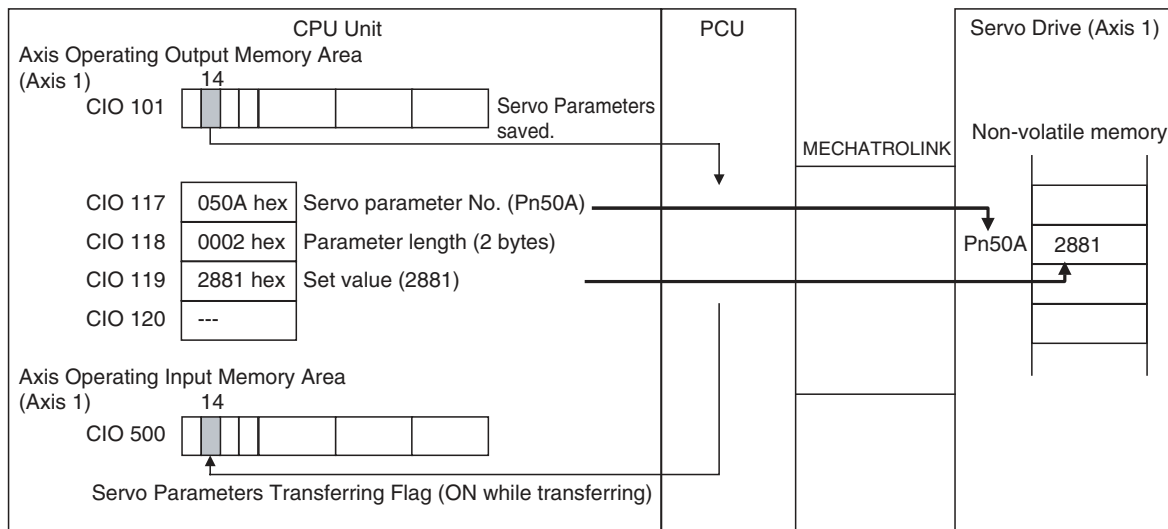 CPU Unit
PCU
Servo Drive (Axis 1)
Axis Operating Output Memory Area
(Axis 1)
14
CIO 101
Servo Parameters
saved.
MECHATROLINK
Non-volatile memory
CIO 117
050A hex
Servo parameter No. (Pn50A)
CIO 118
0002 hex
Parameter length (2 bytes)
Pn50A
2881
CIO 119
2881 hex
Set value (2881)
CIO 120
---
Axis Operating Input Memory Area
(Axis 1)
14
CIO 500
Servo Parameters Transferring Flag (ON while transferring)